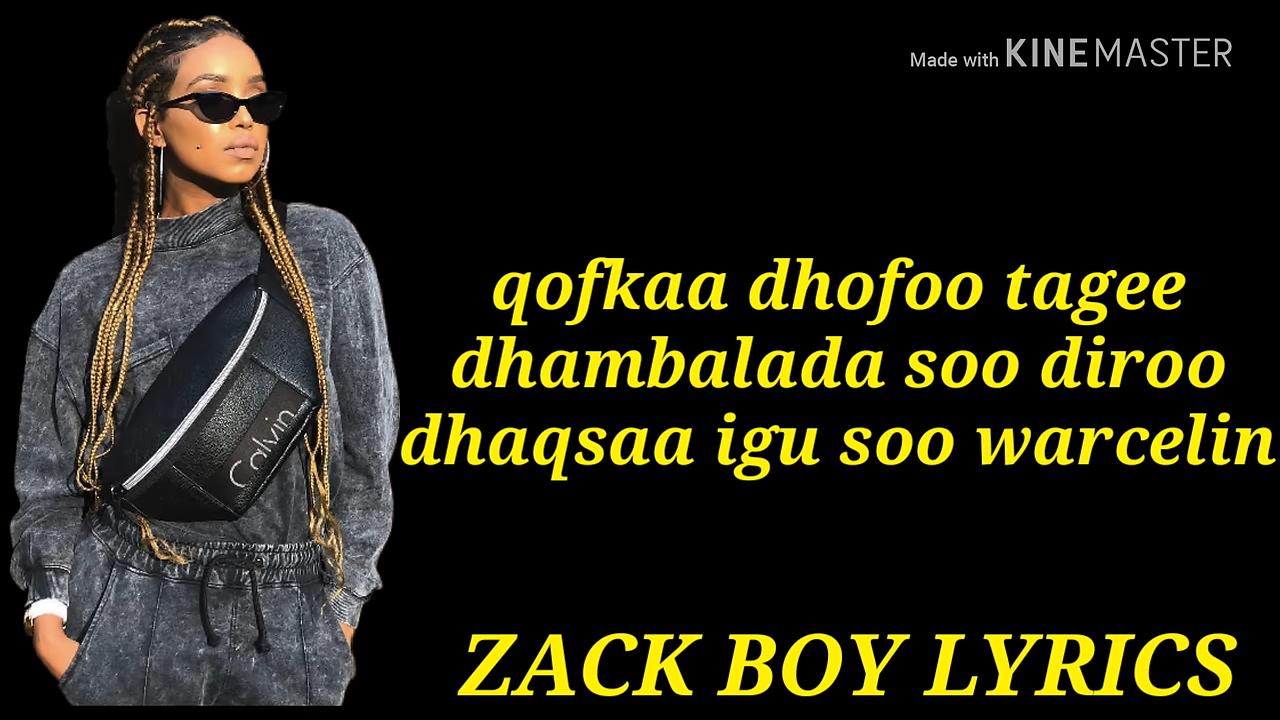 Made with KINEMASTER
qofkaa dhofoo tagee
dhambalada soo diroo
dhaqsaa igu soo warcelin
Calvin
ZACK BOY LYRICS